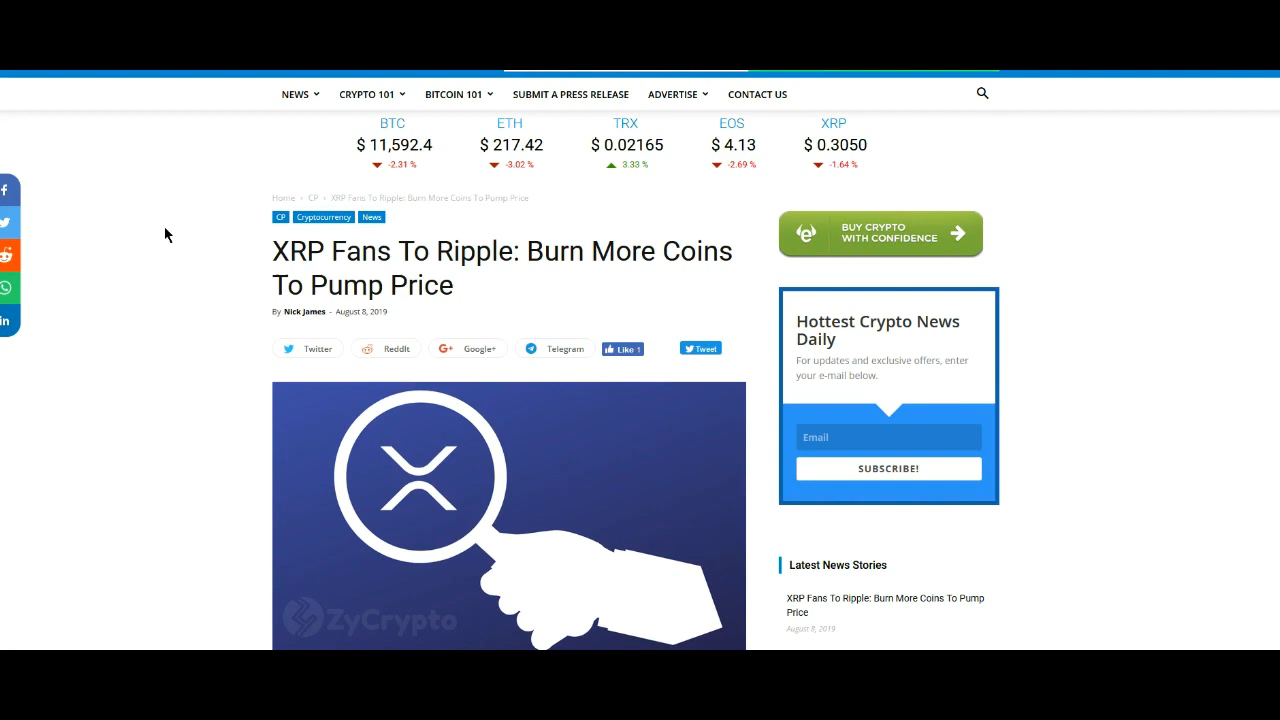 NEWS CRYPTO 101 BITCOIN 101 SUBMIT A PRESS RELEASE ADVERTISE CONTACT US
BTC ETH TRX EOS XRP
$ 11,592.4 $ 217.42 $ 0.02165 $ 4.13 $ 0.3050
-2.31 % -3.02 % 3.33 % -2.69 % -1.64 %
Home › CP › XRP Fans To Ripple: Burn More Coins To Pump Price
CP Cryptocurrency News
XRP Fans To Ripple: Burn More Coins
To Pump Price
By Nick James - August 8, 2019
Twitter ReddIt Google+ Telegram Like 1 Tweet
ZyCrypto
BUY CRYPTO
WITH CONFIDENCE
Hottest Crypto News
Daily
For updates and exclusive offers, enter
your e-mail below.
Email
SUBSCRIBE!
Latest News Stories
XRP Fans To Ripple: Burn More Coins To Pump
Price
August 8, 2019